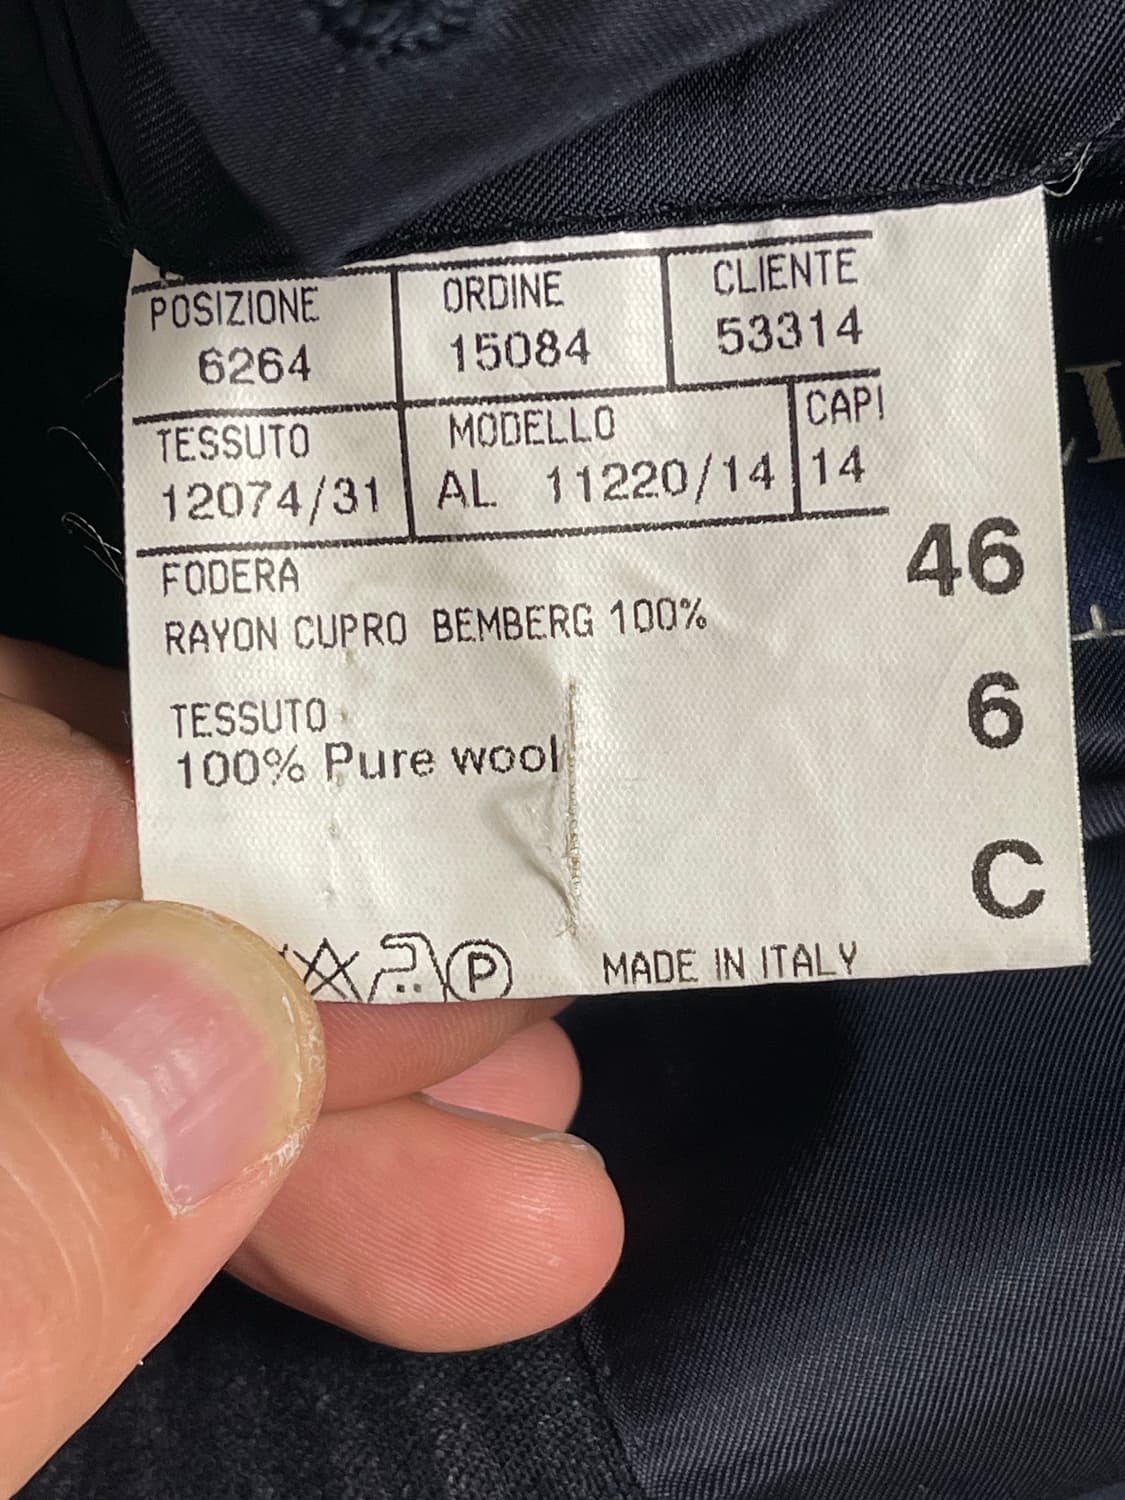 POSIZIONE ORDINE CLIENTE
6264 15084 53314
TESSUTO MODELLO CAPI
12074/31 AL 11220/14 14
46
FODERA
RAYON CUPRO BEMBERG 100%
6
TESSUTO
100% Pure wool
C
P
MADE IN ITALY